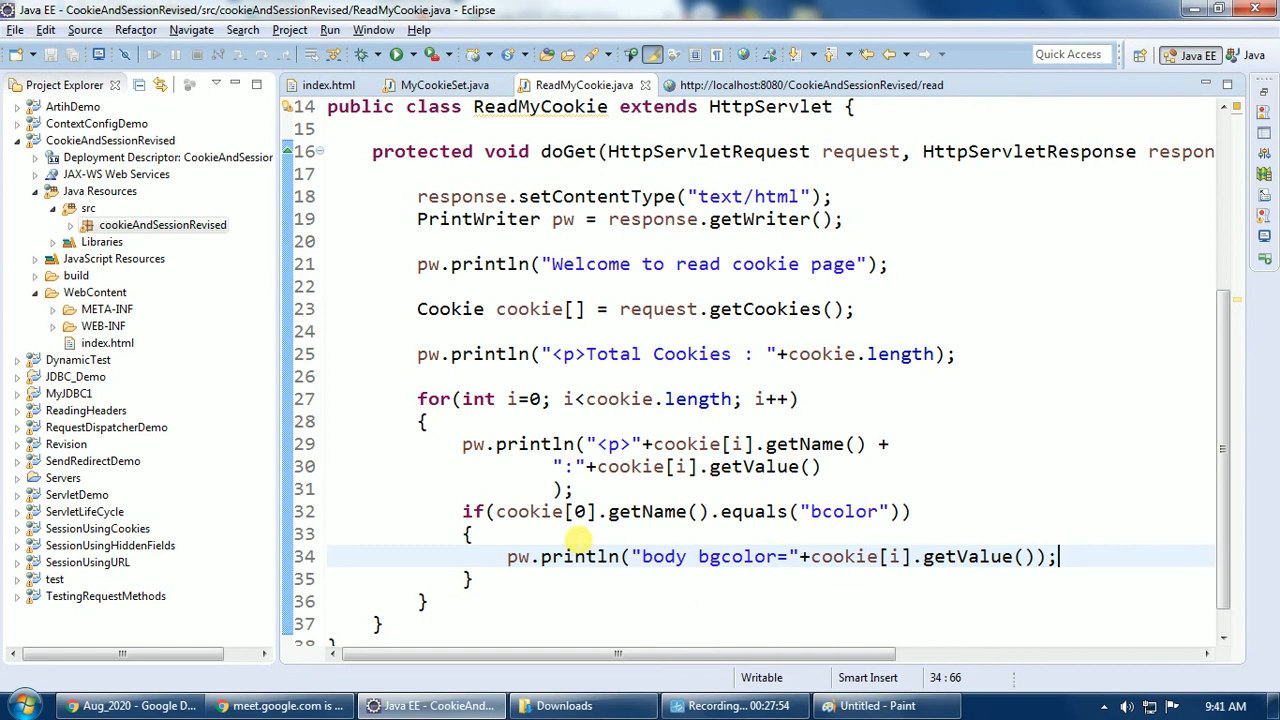 Java EE - CookieAndSessionRevised/src/cookieAndSessionRevised/ReadMyCookie.java - Eclipse
File Edit Source Refactor Navigate Search Project Run Window Help
Quick Access
Java EE
Java
Project Explorer
index.html
MyCookieSet.java
ReadMyCookie.java
http://localhost:8080/CookieAndSessionRevised/read
ArtihDemo
ContextConfigDemo
CookieAndSessionRevised
Deployment Descriptor: CookieAndSession
JAX-WS Web Services
Java Resources
src
cookieAndSessionRevised
Libraries
JavaScript Resources
build
WebContent
META-INF
WEB-INF
index.html
DynamicTest
JDBC_Demo
MyJDBC1
ReadingHeaders
RequestDispatcherDemo
Revision
SendRedirectDemo
Servers
ServletDemo
ServletLifeCycle
SessionUsingCookies
SessionUsingHiddenFields
SessionUsingURL
test
TestingRequestMethods
14 public class ReadMyCookie extends HttpServlet {
15
16 protected void doGet(HttpServletRequest request, HttpServletResponse respon
17
18 response.setContentType("text/html");
19 PrintWriter pw = response.getWriter();
20
21 pw.println("Welcome to read cookie page");
22
23 Cookie cookie[] = request.getCookies();
24
25 pw.println("<p>Total Cookies : "+cookie.length);
26
27 for(int i=0; i<cookie.length; i++)
28 {
29 pw.println("<p>"+cookie[i].getName() +
30 ":"+cookie[i].getValue()
31 );
32 if(cookie[0].getName().equals("bcolor"))
33 {
34 pw.println("body bgcolor="+cookie[i].getValue());
35 }
36 }
37 }
38 }
Writable
Smart Insert
34 : 66
Aug_2020 - Google D...
meet.google.com is ...
Java EE - CookieAnd...
Downloads
Recording... 00:27:54
Untitled - Paint
9:41 AM